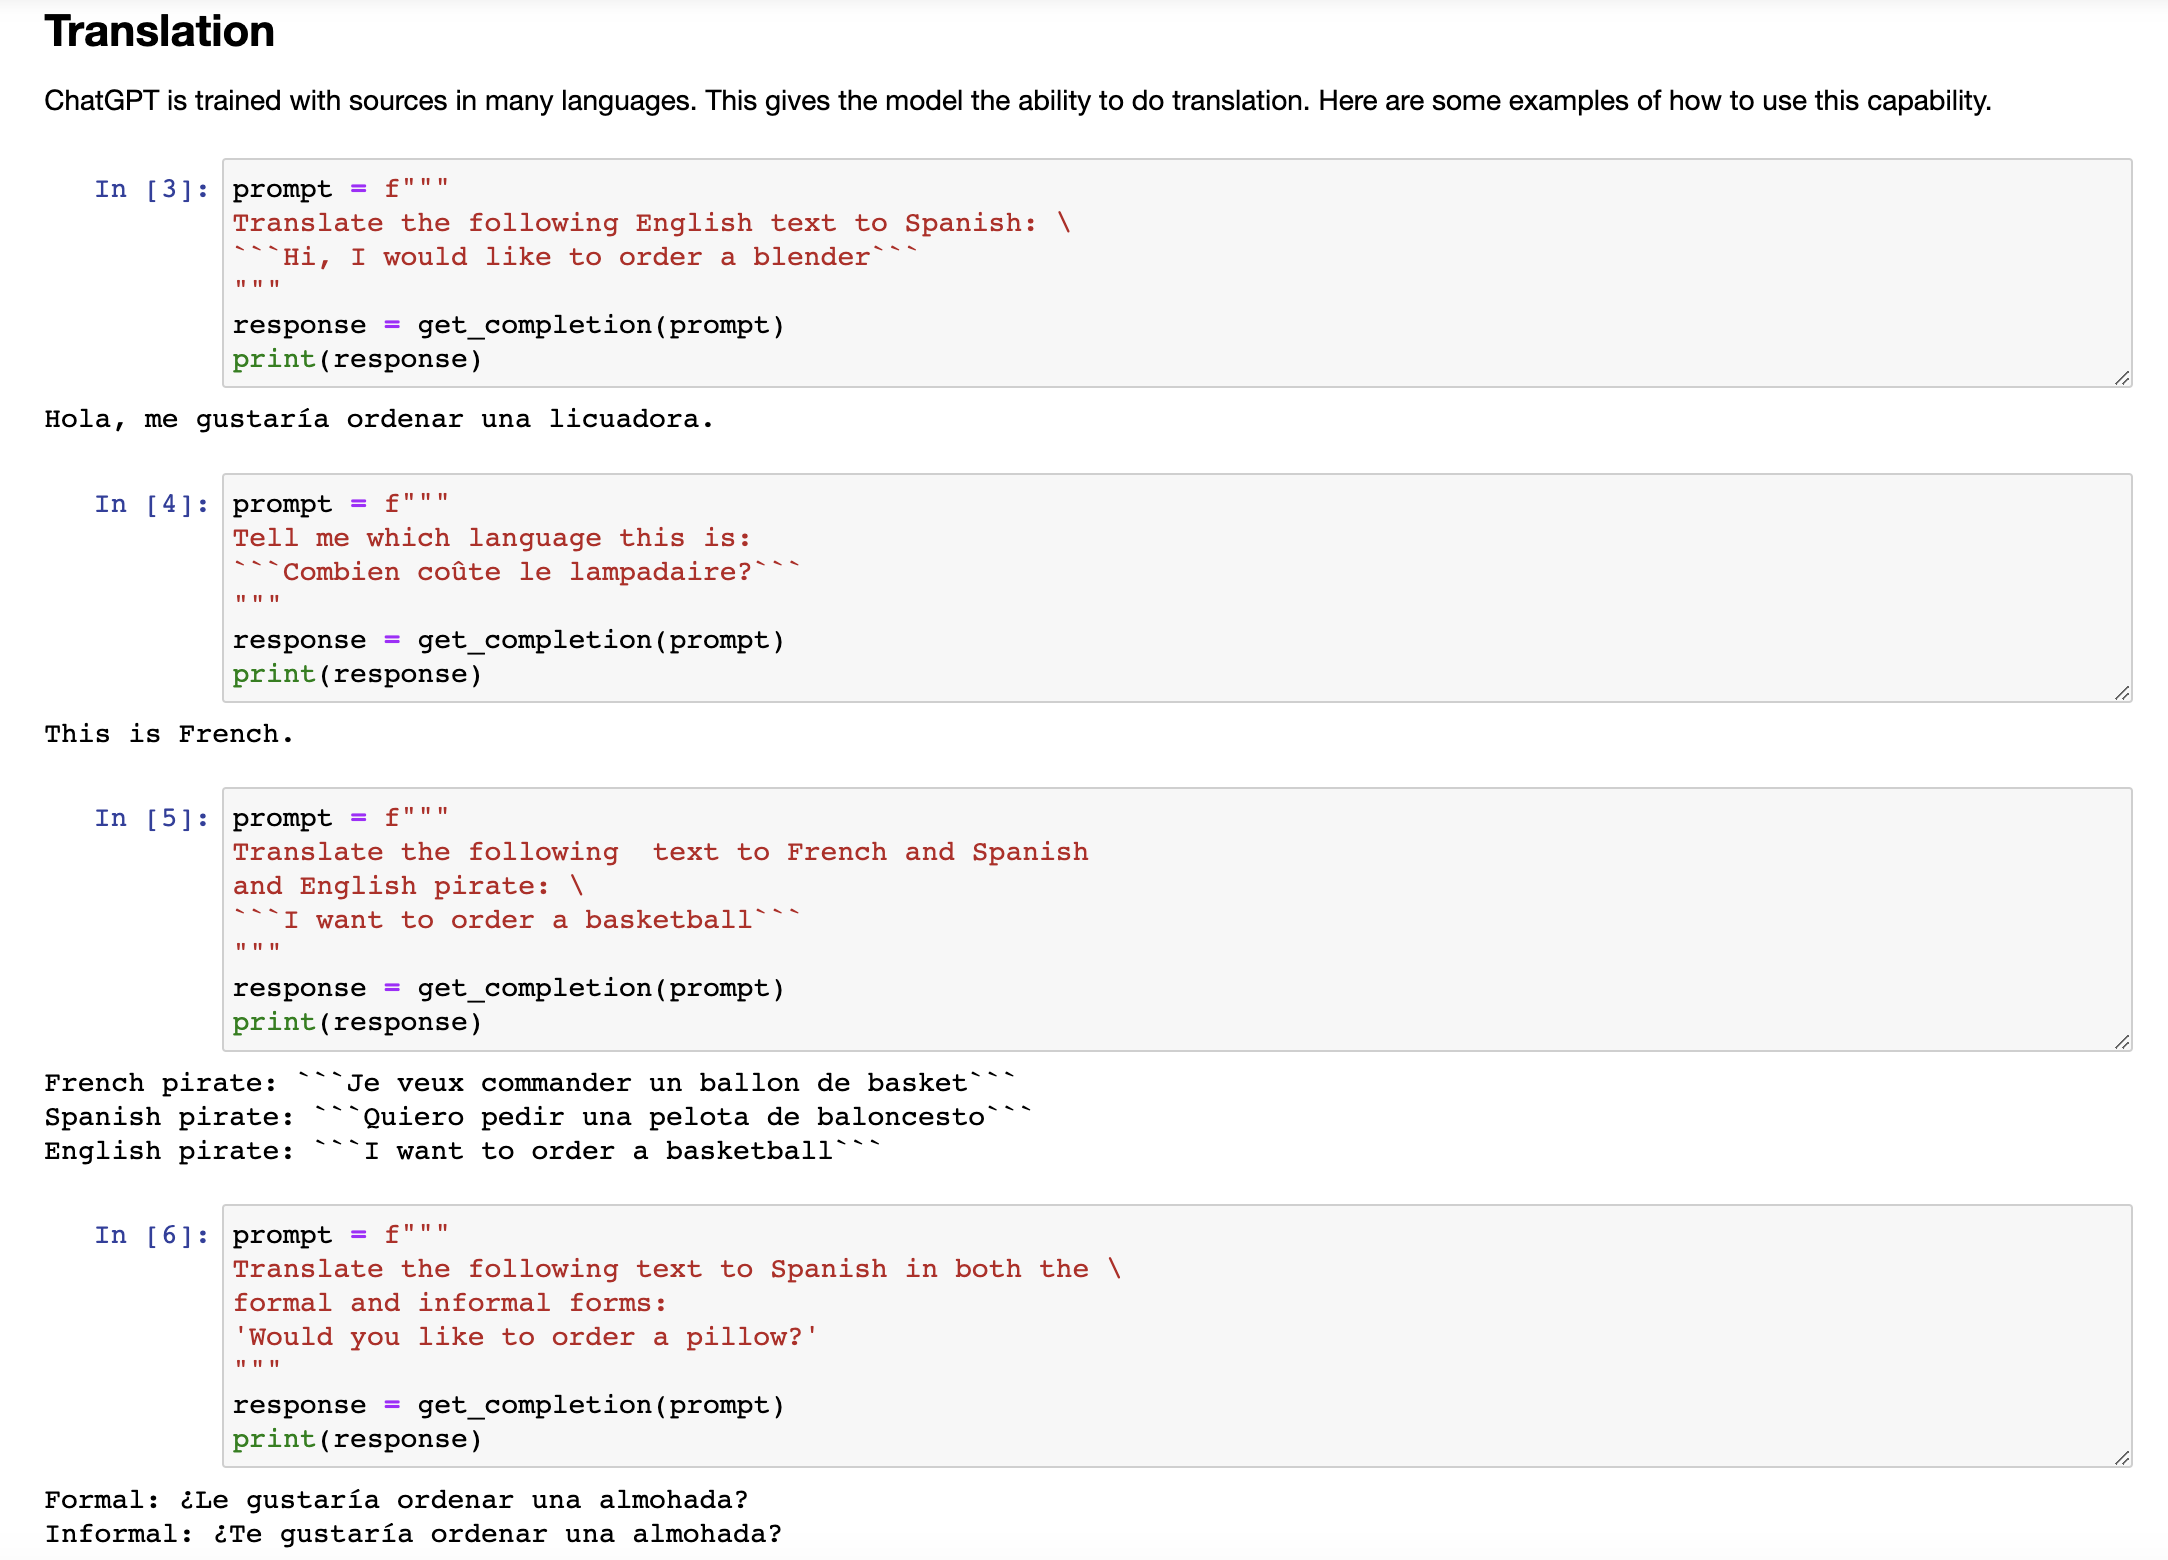 Translation
ChatGPT is trained with sources in many languages. This gives the model the ability to do translation. Here are some examples of how to use this capability.
In [3]: prompt = f"""
Translate the following English text to Spanish: \
```Hi, I would like to order a blender```
"""
response = get_completion(prompt)
print(response)
Hola, me gustaría ordenar una licuadora.
In [4]: prompt = f"""
Tell me which language this is:
```Combien coûte le lampadaire?```
"""
response = get_completion(prompt)
print(response)
This is French.
In [5]: prompt = f"""
Translate the following  text to French and Spanish
and English pirate: \
```I want to order a basketball```
"""
response = get_completion(prompt)
print(response)
French pirate: ```Je veux commander un ballon de basket```
Spanish pirate: ```Quiero pedir una pelota de baloncesto```
English pirate: ```I want to order a basketball```
In [6]: prompt = f"""
Translate the following text to Spanish in both the \
formal and informal forms:
'Would you like to order a pillow?'
"""
response = get_completion(prompt)
print(response)
Formal: ¿Le gustaría ordenar una almohada?
Informal: ¿Te gustaría ordenar una almohada?